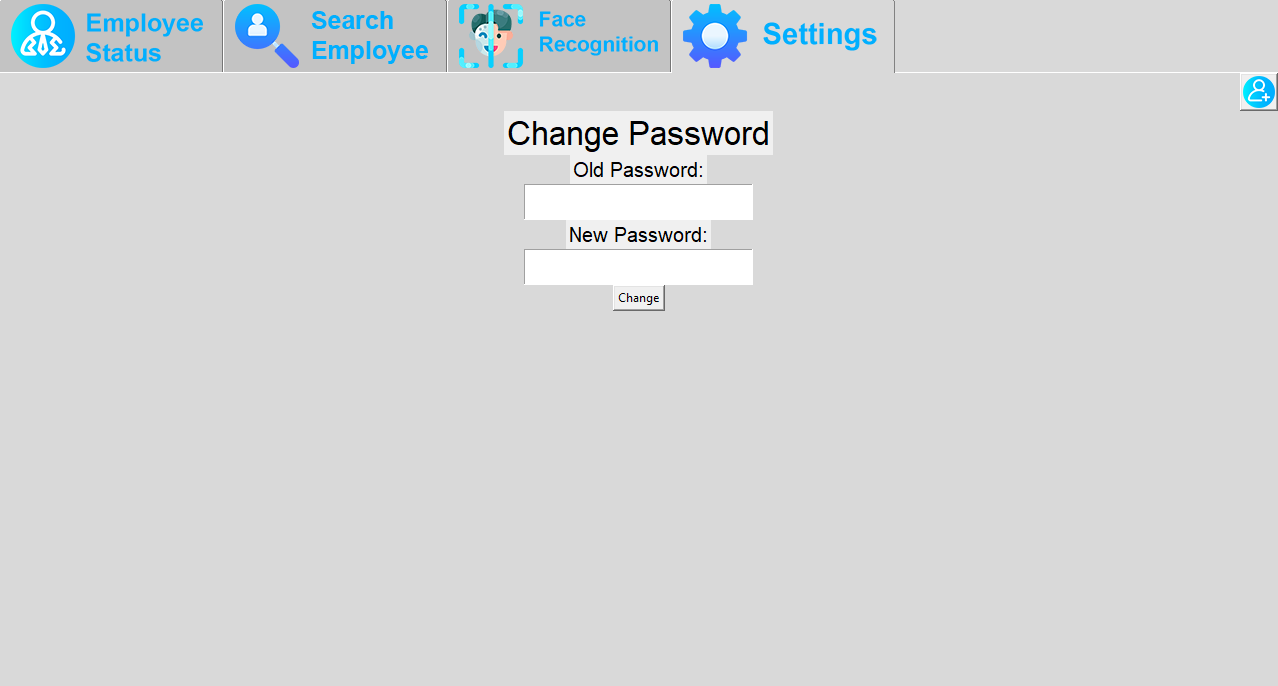 Employee
Status
Search
Employee
Face
Recognition
Settings
Change Password
Old Password:
New Password:
Change